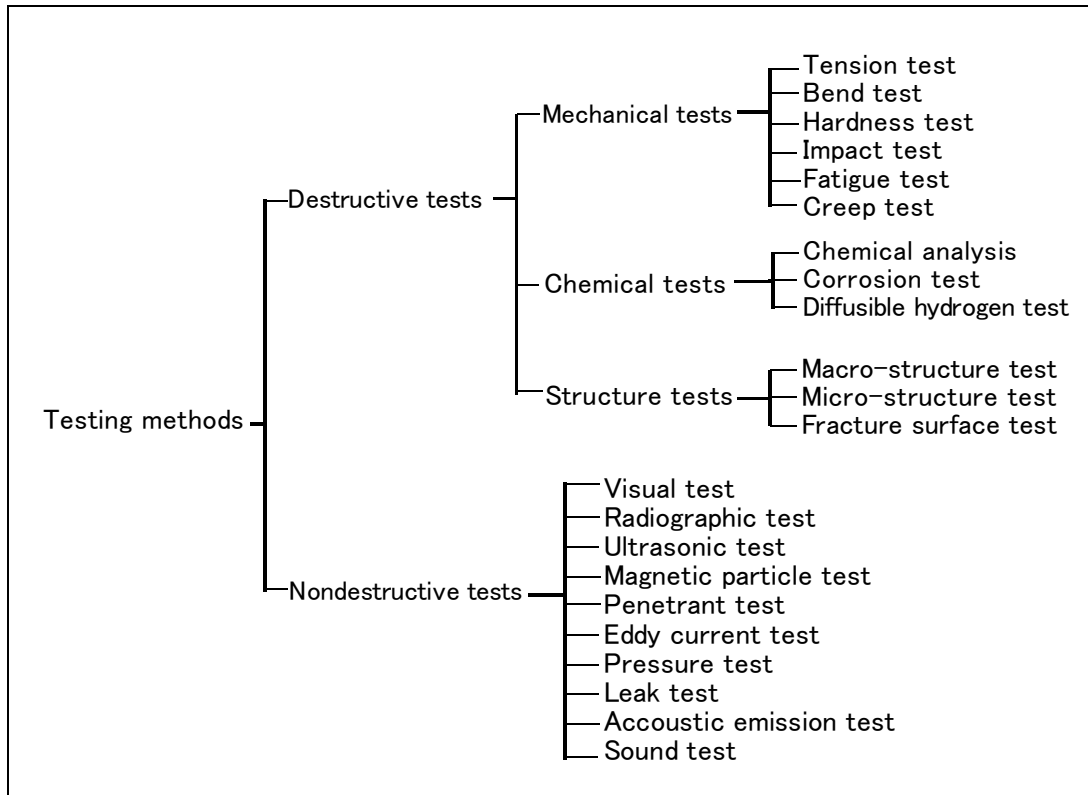 Testing methods
Destructive tests
Mechanical tests
Tension test
Bend test
Hardness test
Impact test
Fatigue test
Creep test
Chemical tests
Chemical analysis
Corrosion test
Diffusible hydrogen test
Structure tests
Macro-structure test
Micro-structure test
Fracture surface test
Nondestructive tests
Visual test
Radiographic test
Ultrasonic test
Magnetic particle test
Penetrant test
Eddy current test
Pressure test
Leak test
Accoustic emission test
Sound test